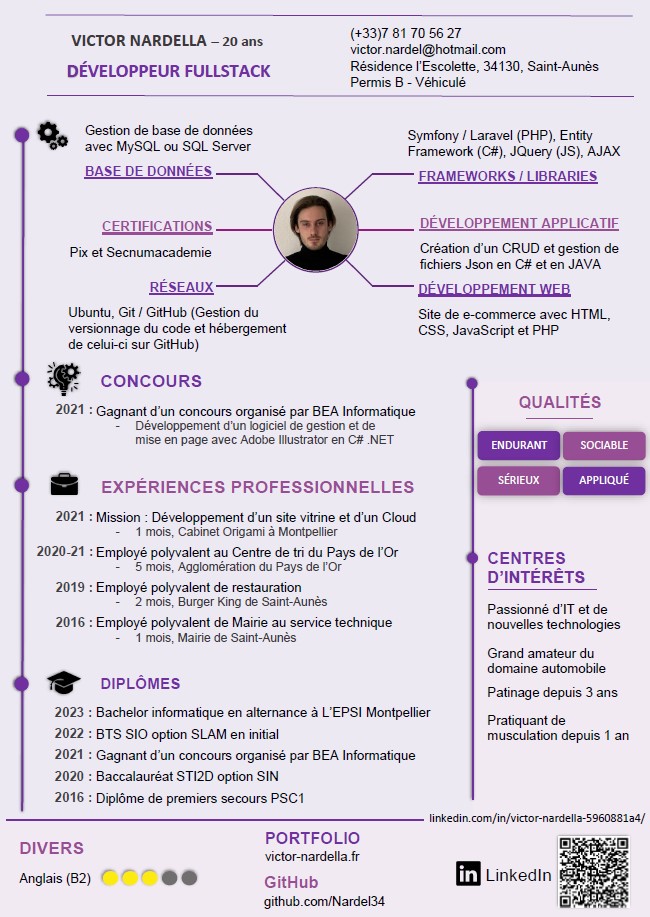 VICTOR NARDELLA – 20 ans
DÉVELOPPEUR FULLSTACK
(+33)7 81 70 56 27
victor.nardel@hotmail.com
Résidence l’Escolette, 34130, Saint-Aunès
Permis B - Véhiculé
Gestion de base de données
avec MySQL ou SQL Server
BASE DE DONNÉES
CERTIFICATIONS
Pix et Secnumacademie
RÉSEAUX
Ubuntu, Git / GitHub (Gestion du
versionnage du code et hébergement
de celui-ci sur GitHub)
Symfony / Laravel (PHP), Entity
Framework (C#), JQuery (JS), AJAX
FRAMEWORKS / LIBRARIES
DÉVELOPPEMENT APPLICATIF
Création d’un CRUD et gestion de
fichiers Json en C# et en JAVA
DÉVELOPPEMENT WEB
Site de e-commerce avec HTML,
CSS, JavaScript et PHP
CONCOURS
2021 : Gagnant d’un concours organisé par BEA Informatique
- Développement d’un logiciel de gestion et de
mise en page avec Adobe Illustrator en C# .NET
EXPÉRIENCES PROFESSIONNELLES
2021 : Mission : Développement d’un site vitrine et d’un Cloud
- 1 mois, Cabinet Origami à Montpellier
2020-21 : Employé polyvalent au Centre de tri du Pays de l’Or
- 5 mois, Agglomération du Pays de l’Or
2019 : Employé polyvalent de restauration
- 2 mois, Burger King de Saint-Aunès
2016 : Employé polyvalent de Mairie au service technique
- 1 mois, Mairie de Saint-Aunès
DIPLÔMES
2023 : Bachelor informatique en alternance à L’EPSI Montpellier
2022 : BTS SIO option SLAM en initial
2021 : Gagnant d’un concours organisé par BEA Informatique
2020 : Baccalauréat STI2D option SIN
2016 : Diplôme de premiers secours PSC1
QUALITÉS
ENDURANT
SOCIABLE
SÉRIEUX
APPLIQUÉ
CENTRES
D’INTÉRÊTS
Passionné d’IT et de
nouvelles technologies
Grand amateur du
domaine automobile
Patinage depuis 3 ans
Pratiquant de
musculation depuis 1 an
linkedin.com/in/victor-nardella-5960881a4/
DIVERS
Anglais (B2)
PORTFOLIO
victor-nardella.fr
GitHub
github.com/Nardel34
in LinkedIn